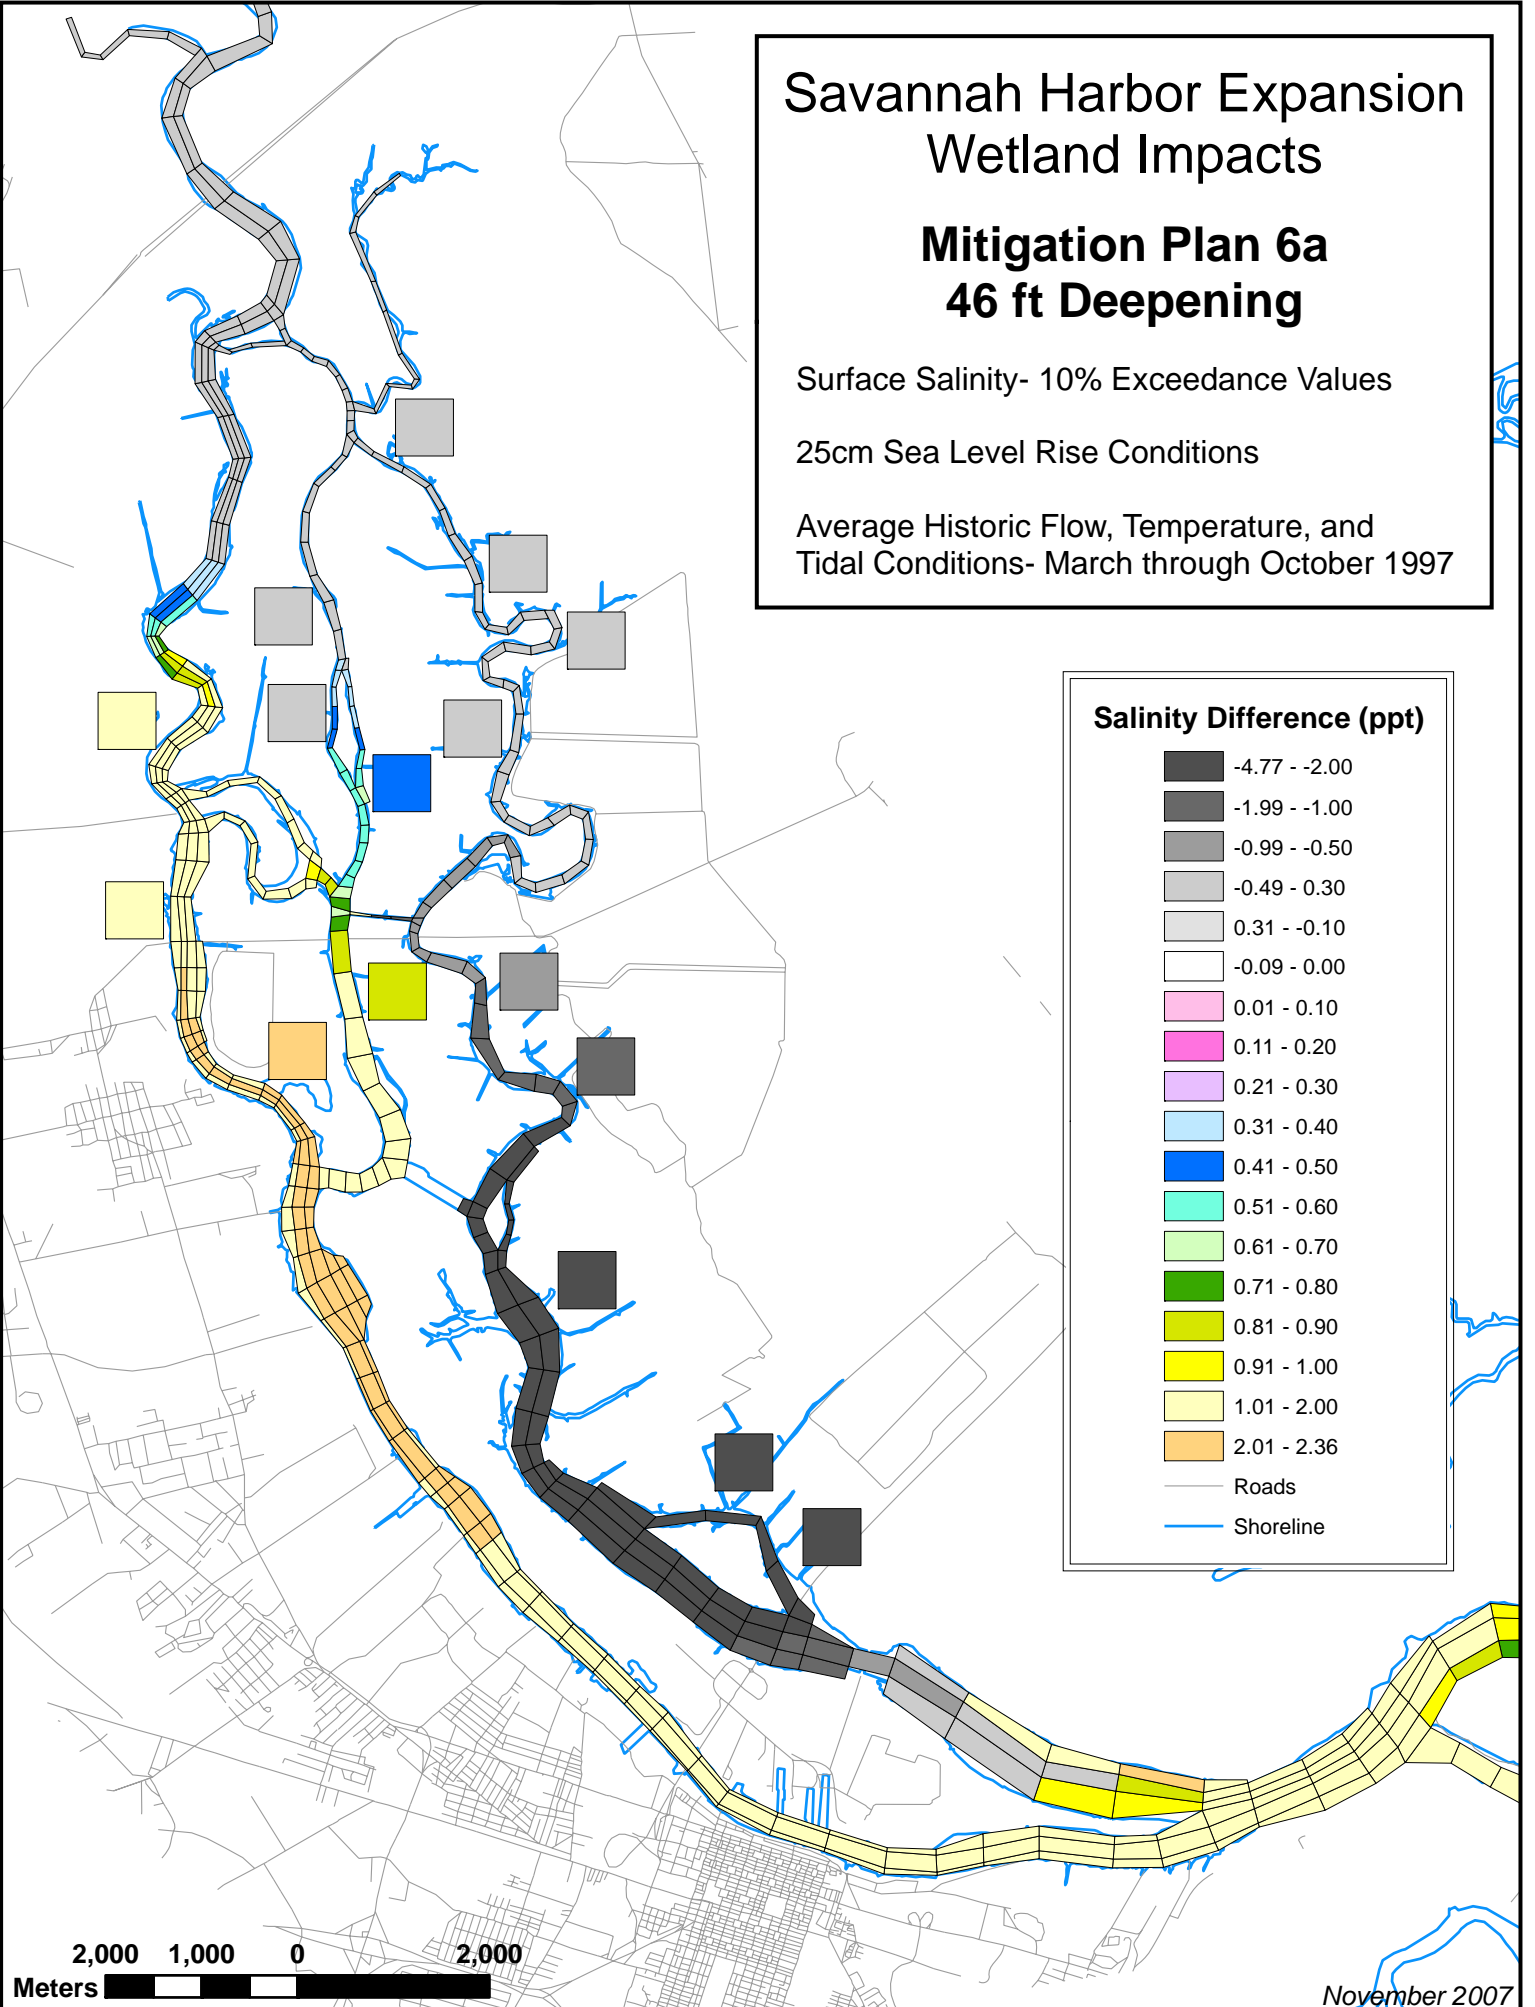 Savannah Harbor Expansion
Wetland Impacts
Mitigation Plan 6a
46 ft Deepening
Surface Salinity- 10% Exceedance Values
25cm Sea Level Rise Conditions
Average Historic Flow, Temperature, and
Tidal Conditions- March through October 1997
Salinity Difference (ppt)
-4.77 - -2.00
-1.99 - -1.00
-0.99 - -0.50
-0.49 - 0.30
0.31 - -0.10
-0.09 - 0.00
0.01 - 0.10
0.11 - 0.20
0.21 - 0.30
0.31 - 0.40
0.41 - 0.50
0.51 - 0.60
0.61 - 0.70
0.71 - 0.80
0.81 - 0.90
0.91 - 1.00
1.01 - 2.00
2.01 - 2.36
Roads
Shoreline
2,000 1,000 0 2,000
Meters
November 2007